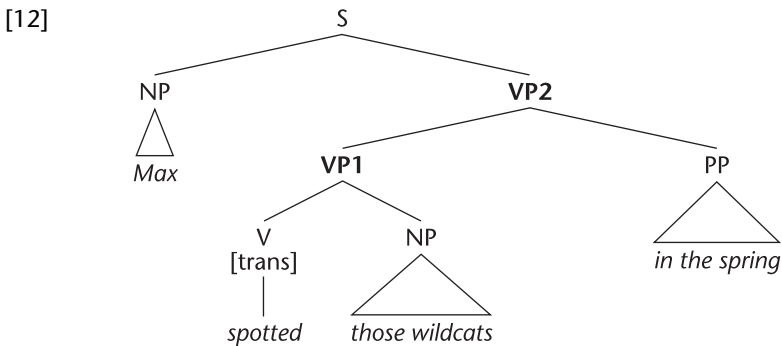 [12]
S
NP VP2
Max VP1 PP
V NP in the spring
[trans]
spotted those wildcats